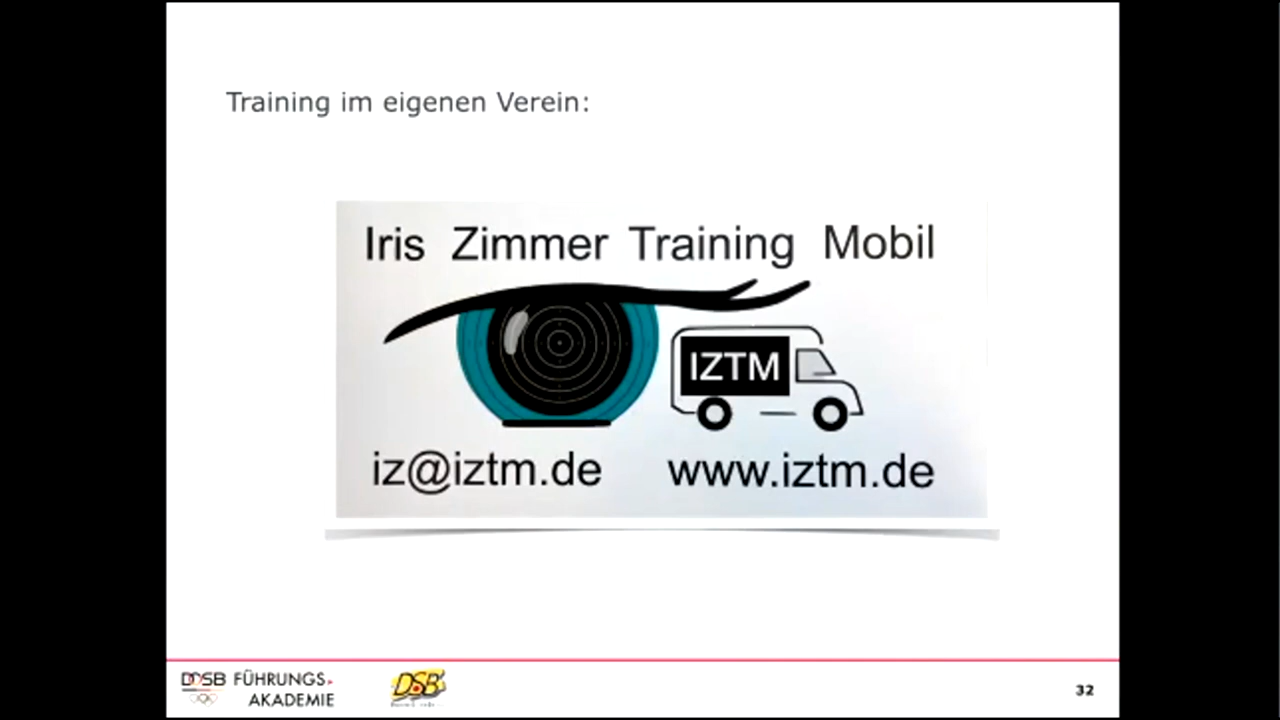 Training im eigenen Verein:
Iris Zimmer Training Mobil
IZTM
iz@iztm.de www.iztm.de
DOSB FÜHRUNGS-
AKADEMIE
DSB
32